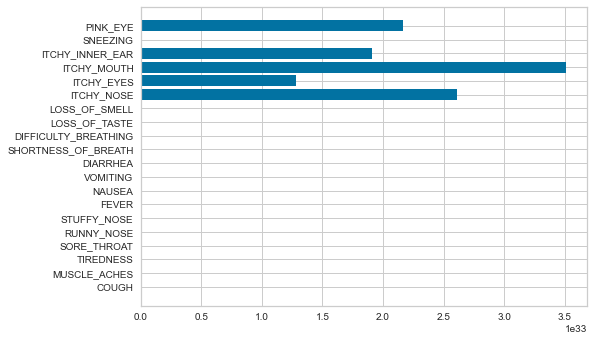 PINK_EYE
SNEEZING
ITCHY_INNER_EAR
ITCHY_MOUTH
ITCHY_EYES
ITCHY_NOSE
LOSS_OF_SMELL
LOSS_OF_TASTE
DIFFICULTY_BREATHING
SHORTNESS_OF_BREATH
DIARRHEA
VOMITING
NAUSEA
FEVER
STUFFY_NOSE
RUNNY_NOSE
SORE_THROAT
TIREDNESS
MUSCLE_ACHES
COUGH
0.0 0.5 1.0 1.5 2.0 2.5 3.0 3.5
1e33